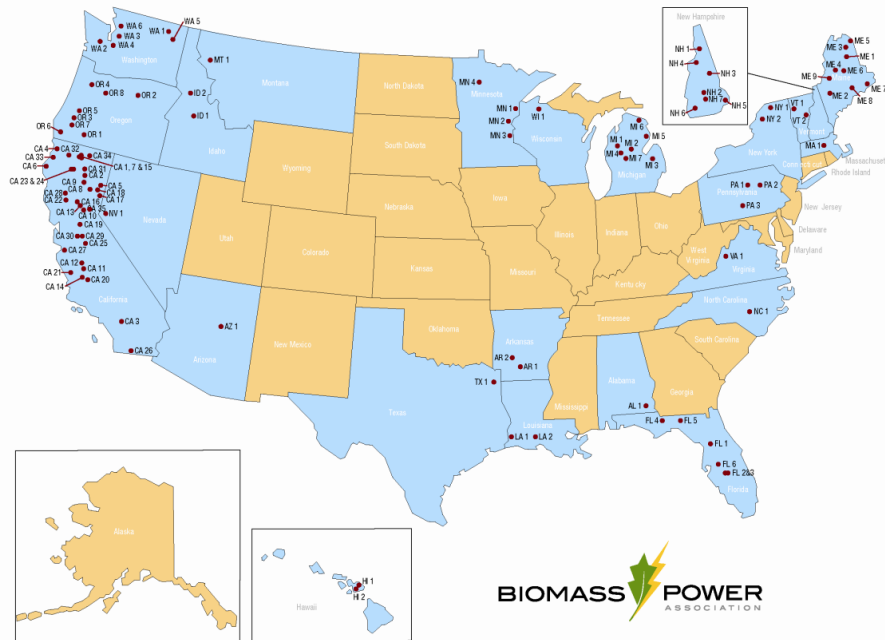 New Hampshire
NH 1
NH 4
NH 3
NH 2
NH 7
NH 5
NH 6
ME 5
ME 3
ME 1
ME 4
ME 6
ME 9
ME 7
ME 2
ME 8
WA 5
WA 6
WA 1
WA 3
WA 2
WA 4
Washington
MT 1
Montana
North Dakota
MN 4
Minnesota
OR 4
OR 8
OR 2
ID 2
ID 1
OR 5
OR 3
OR 6
OR 7
OR 1
Oregon
Idaho
MN 1
MN 2
MN 3
WI 1
Wisconsin
MI 6
MI 5
MI 1
MI 2
MI 4
MI 7
MI 3
Michigan
NY 1
NY 2
New York
VT 1
VT 2
Vermont
MA 1
Massachusetts
Connecticut
Rhode Island
CA 4
CA 32
CA 33
CA 34
CA 6
CA 1, 7 & 15
CA 31
CA 23 & 24
CA 2
CA 9
CA 5
CA 28
CA 8
CA 18
CA 22
CA 17
CA 16
CA 13
CA 35
CA 10
NV 1
CA 19
CA 30
CA 29
CA 25
CA 27
CA 12
CA 21
CA 11
CA 14
CA 20
California
CA 3
CA 26
Nevada
Wyoming
South Dakota
Nebraska
Iowa
Utah
Colorado
Kansas
Missouri
Illinois
Indiana
Ohio
PA 1
PA 2
Pennsylvania
PA 3
New Jersey
Delaware
Maryland
West
Virginia
VA 1
Virginia
Kentucky
Tennessee
North Carolina
NC 1
South Carolina
AZ 1
Arizona
New Mexico
Oklahoma
Arkansas
AR 2
AR 1
TX 1
Texas
Louisiana
LA 1
LA 2
Mississippi
Alabama
AL 1
Georgia
FL 4
FL 5
FL 1
FL 6
FL 2&3
Florida
Alaska
Hawaii
HI 1
HI 2
BIOMASS POWER
ASSOCIATION